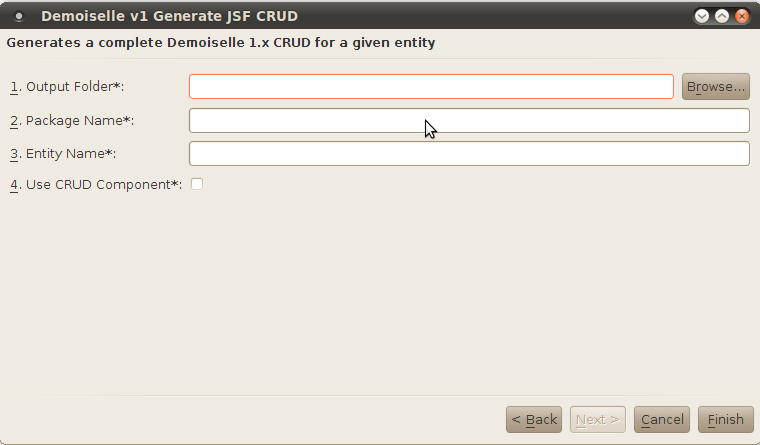 Demoiselle v1 Generate JSF CRUD
Generates a complete Demoiselle 1.x CRUD for a given entity
1. Output Folder*: Browse...
2. Package Name*:
3. Entity Name*:
4. Use CRUD Component*:
< Back Next > Cancel Finish